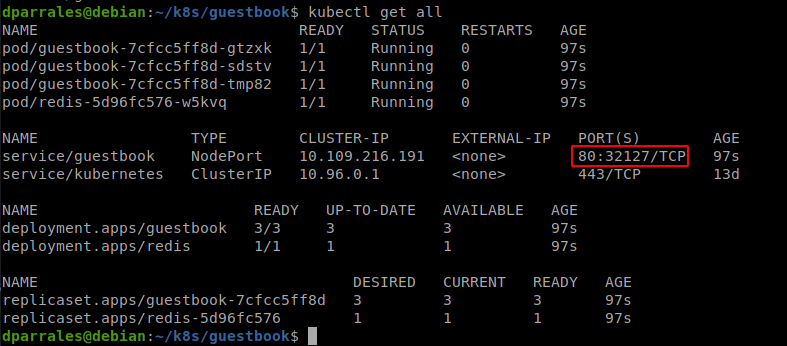 dparrales@debian:~/k8s/guestbook$ kubectl get all
NAME                             READY   STATUS    RESTARTS   AGE
pod/guestbook-7cfcc5ff8d-gtzxk   1/1     Running   0          97s
pod/guestbook-7cfcc5ff8d-sdstv   1/1     Running   0          97s
pod/guestbook-7cfcc5ff8d-tmp82   1/1     Running   0          97s
pod/redis-5d96fc576-w5kvq        1/1     Running   0          97s
NAME                 TYPE        CLUSTER-IP       EXTERNAL-IP   PORT(S)        AGE
service/guestbook    NodePort    10.109.216.191   <none>        80:32127/TCP   97s
service/kubernetes   ClusterIP   10.96.0.1        <none>        443/TCP        13d
NAME                        READY   UP-TO-DATE   AVAILABLE   AGE
deployment.apps/guestbook   3/3     3            3           97s
deployment.apps/redis       1/1     1            1           97s
NAME                                   DESIRED   CURRENT   READY   AGE
replicaset.apps/guestbook-7cfcc5ff8d   3         3         3       97s
replicaset.apps/redis-5d96fc576        1         1         1       97s
dparrales@debian:~/k8s/guestbook$